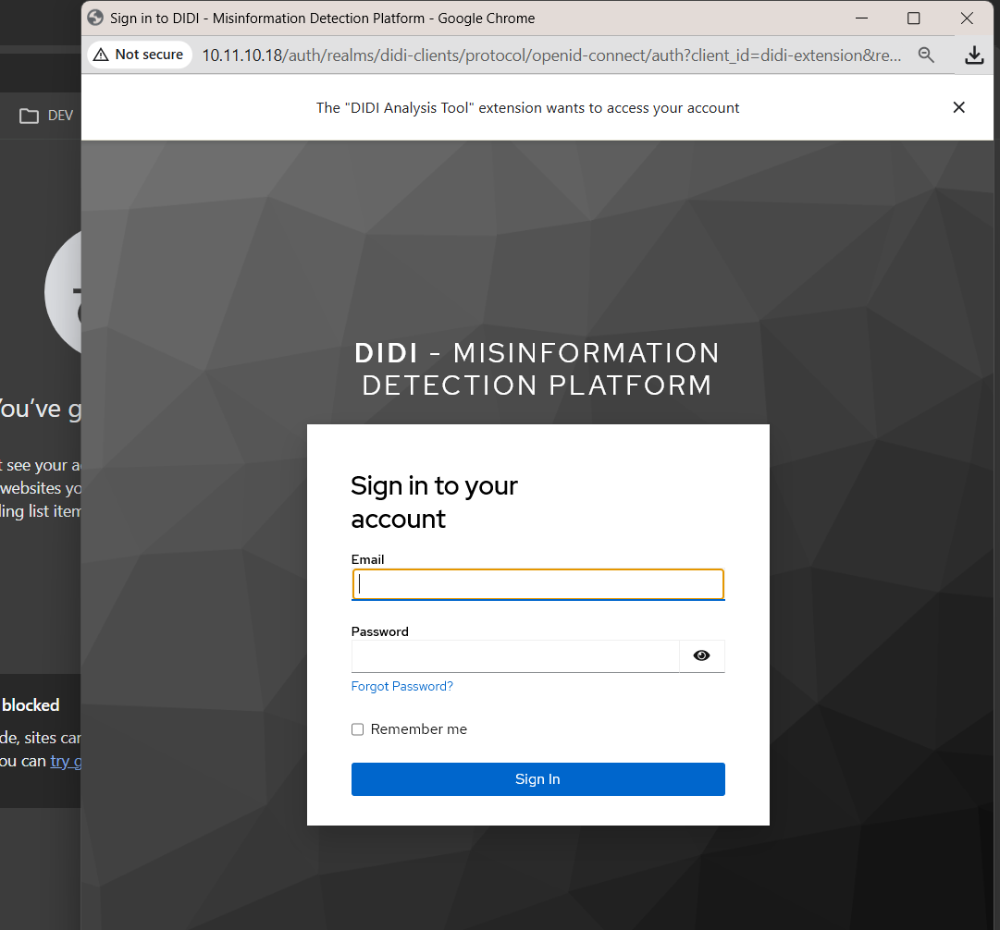 Sign in to DIDI - Misinformation Detection Platform - Google Chrome
Not secure
10.11.10.18/auth/realms/didi-clients/protocol/openid-connect/auth?client_id=didi-extension&re...
The "DIDI Analysis Tool" extension wants to access your account
DEV
You've g
t see your a
websites yo
ling list item
blocked
de, sites car
ou can try g
DIDI - MISINFORMATION
DETECTION PLATFORM
Sign in to your
account
Email
Password
Forgot Password?
Remember me
Sign In